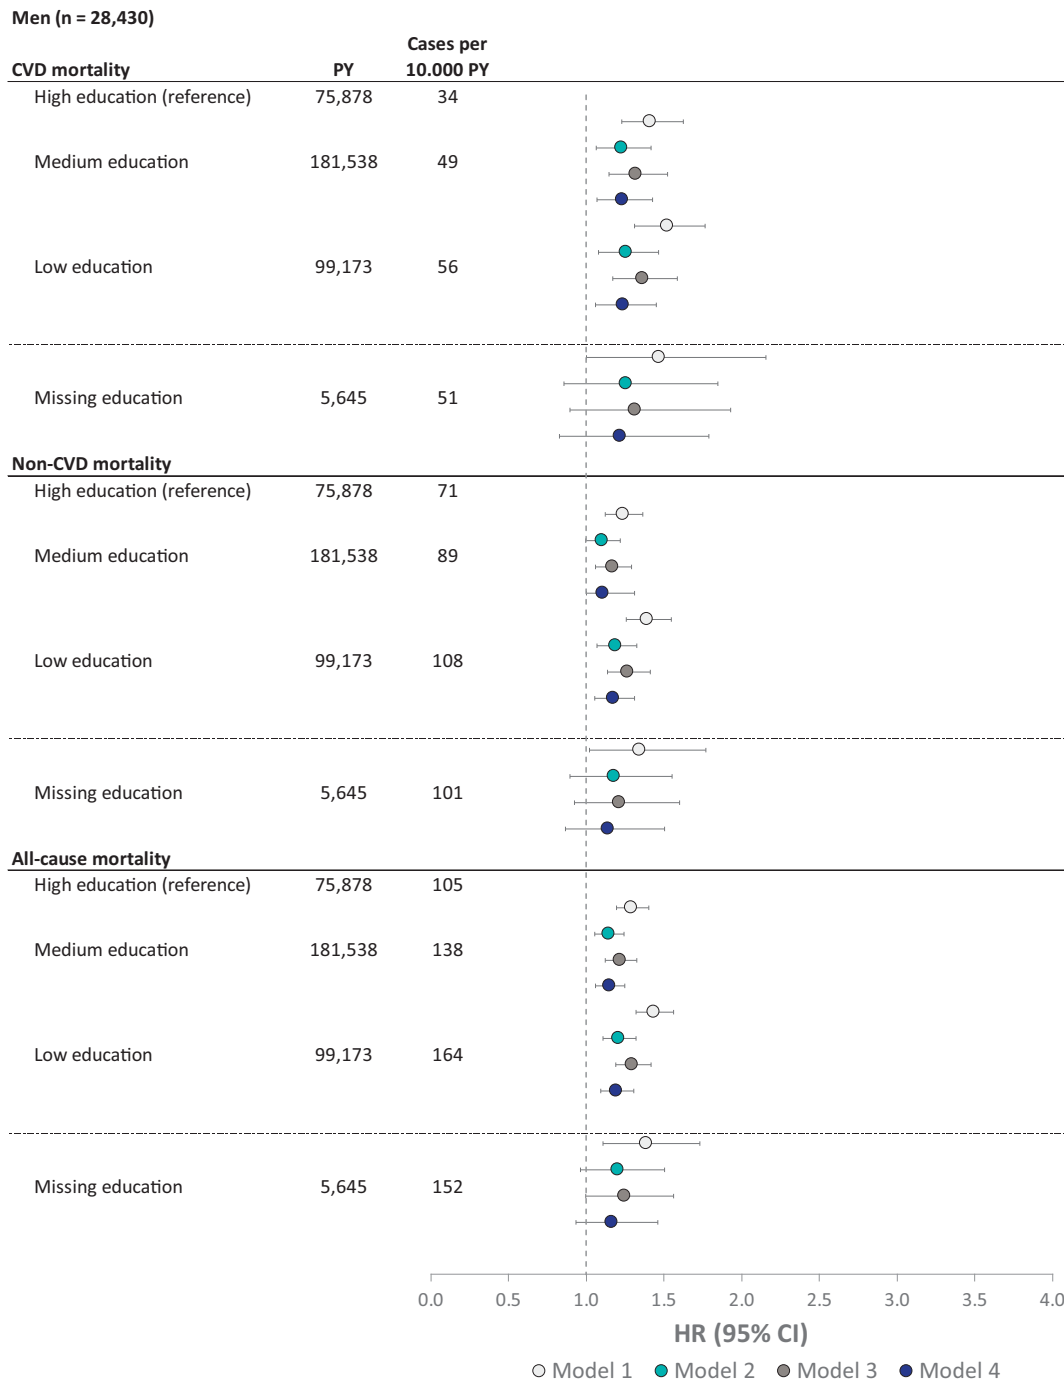 Men (n = 28,430)
Cases per
CVD mortality PY 10.000 PY
High education (reference) 75,878 34
Medium education 181,538 49
Low education 99,173 56
Missing education 5,645 51
Non-CVD mortality
High education (reference) 75,878 71
Medium education 181,538 89
Low education 99,173 108
Missing education 5,645 101
All-cause mortality
High education (reference) 75,878 105
Medium education 181,538 138
Low education 99,173 164
Missing education 5,645 152
0.0 0.5 1.0 1.5 2.0 2.5 3.0 3.5 4.0
HR (95% CI)
Model 1 Model 2 Model 3 Model 4